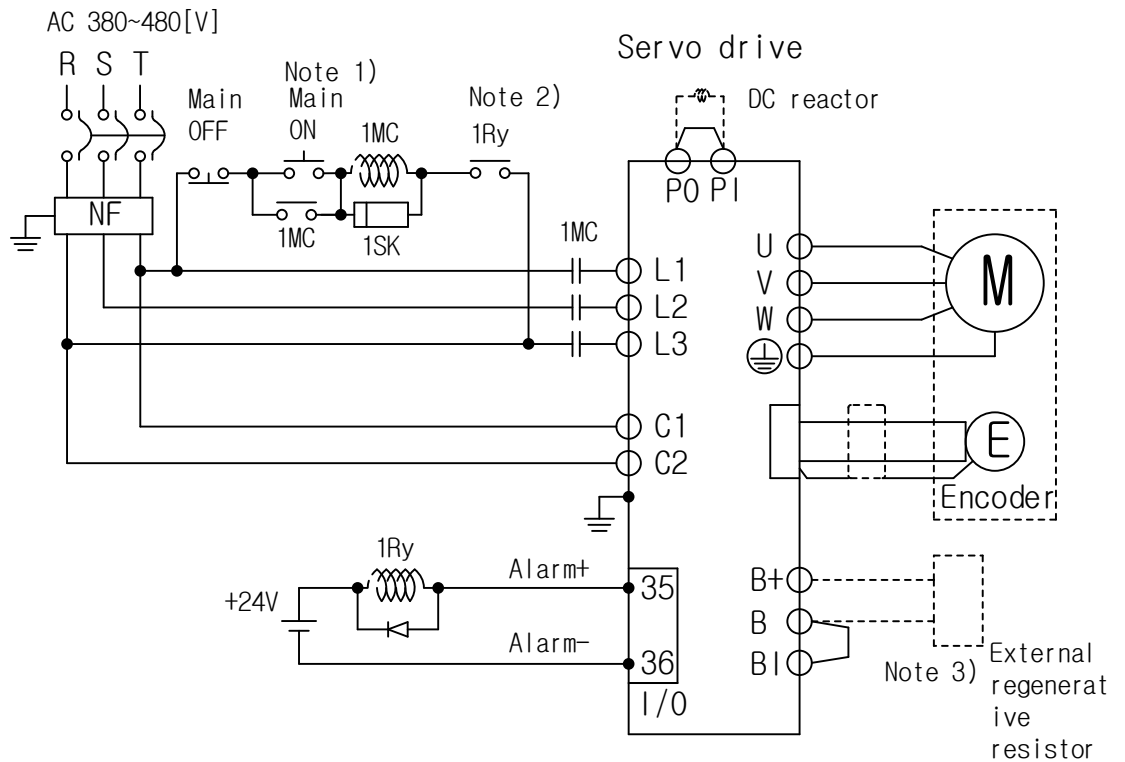 AC 380~480[V]
R S T
Servo drive
Note 1)
Main
ON
Main
OFF
1MC
Note 2)
1Ry
DC reactor
PO PI
NF
1MC
1SK
1MC
L1
L2
L3
U
V
W
M
C1
C2
E
Encoder
1Ry
+24V
Alarm+
35
Alarm-
36
I/O
B+
B
BI
Note 3)
External
regenerat
ive
resistor